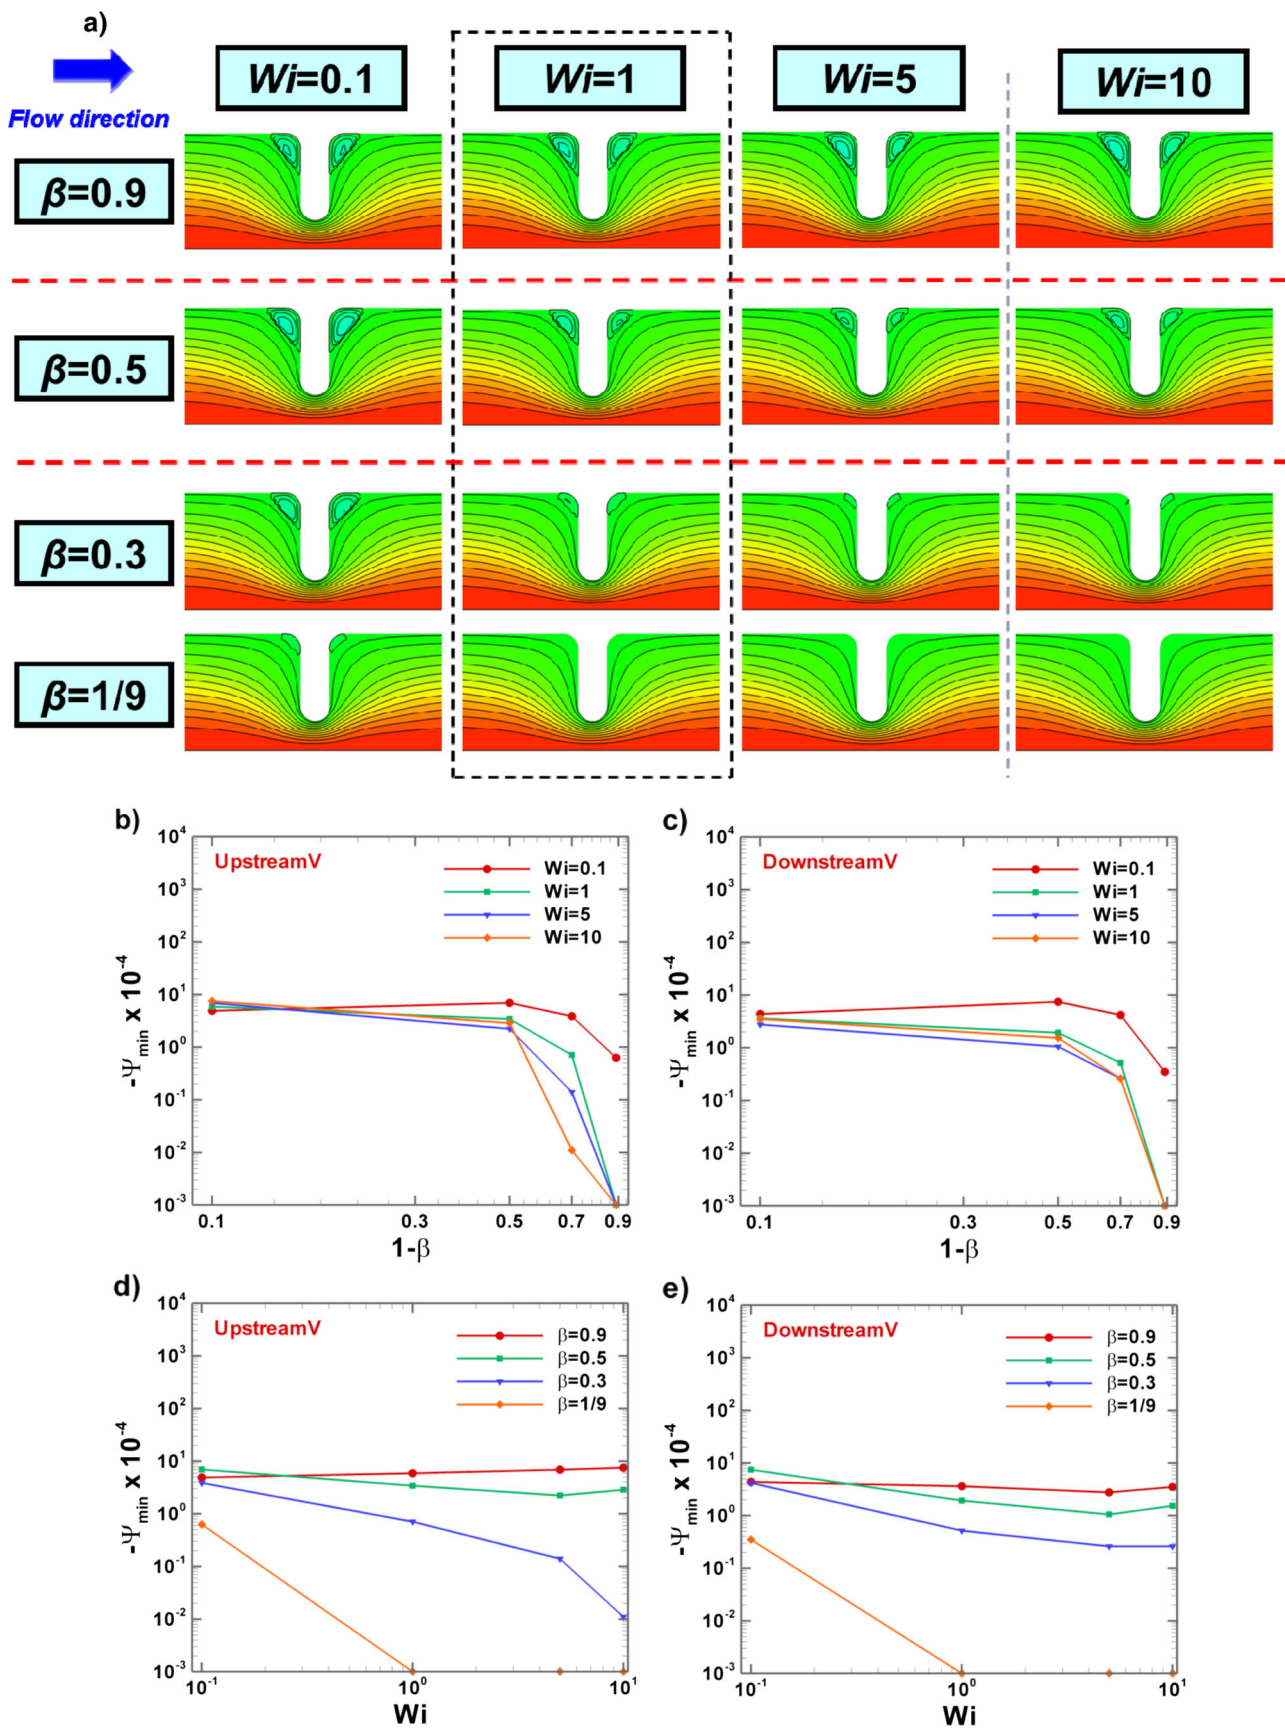 a)
Wi=0.1 Wi=1 Wi=5 Wi=10
Flow direction
β=0.9
β=0.5
β=0.3
β=1/9
b)
UpstreamV
Wi=0.1
Wi=1
Wi=5
Wi=10
-Ψmin x 10⁻⁴
10⁴
10³
10²
10¹
10⁰
10⁻¹
10⁻²
10⁻³
0.1 0.3 0.5 0.7 0.9
1-β
c)
DownstreamV
Wi=0.1
Wi=1
Wi=5
Wi=10
-Ψmin x 10⁻⁴
10⁴
10³
10²
10¹
10⁰
10⁻¹
10⁻²
10⁻³
0.1 0.3 0.5 0.7 0.9
1-β
d)
UpstreamV
β=0.9
β=0.5
β=0.3
β=1/9
-Ψmin x 10⁻⁴
10⁴
10³
10²
10¹
10⁰
10⁻¹
10⁻²
10⁻³
10⁻¹ 10⁰ 10¹
Wi
e)
DownstreamV
β=0.9
β=0.5
β=0.3
β=1/9
-Ψmin x 10⁻⁴
10⁴
10³
10²
10¹
10⁰
10⁻¹
10⁻²
10⁻³
10⁻¹ 10⁰ 10¹
Wi